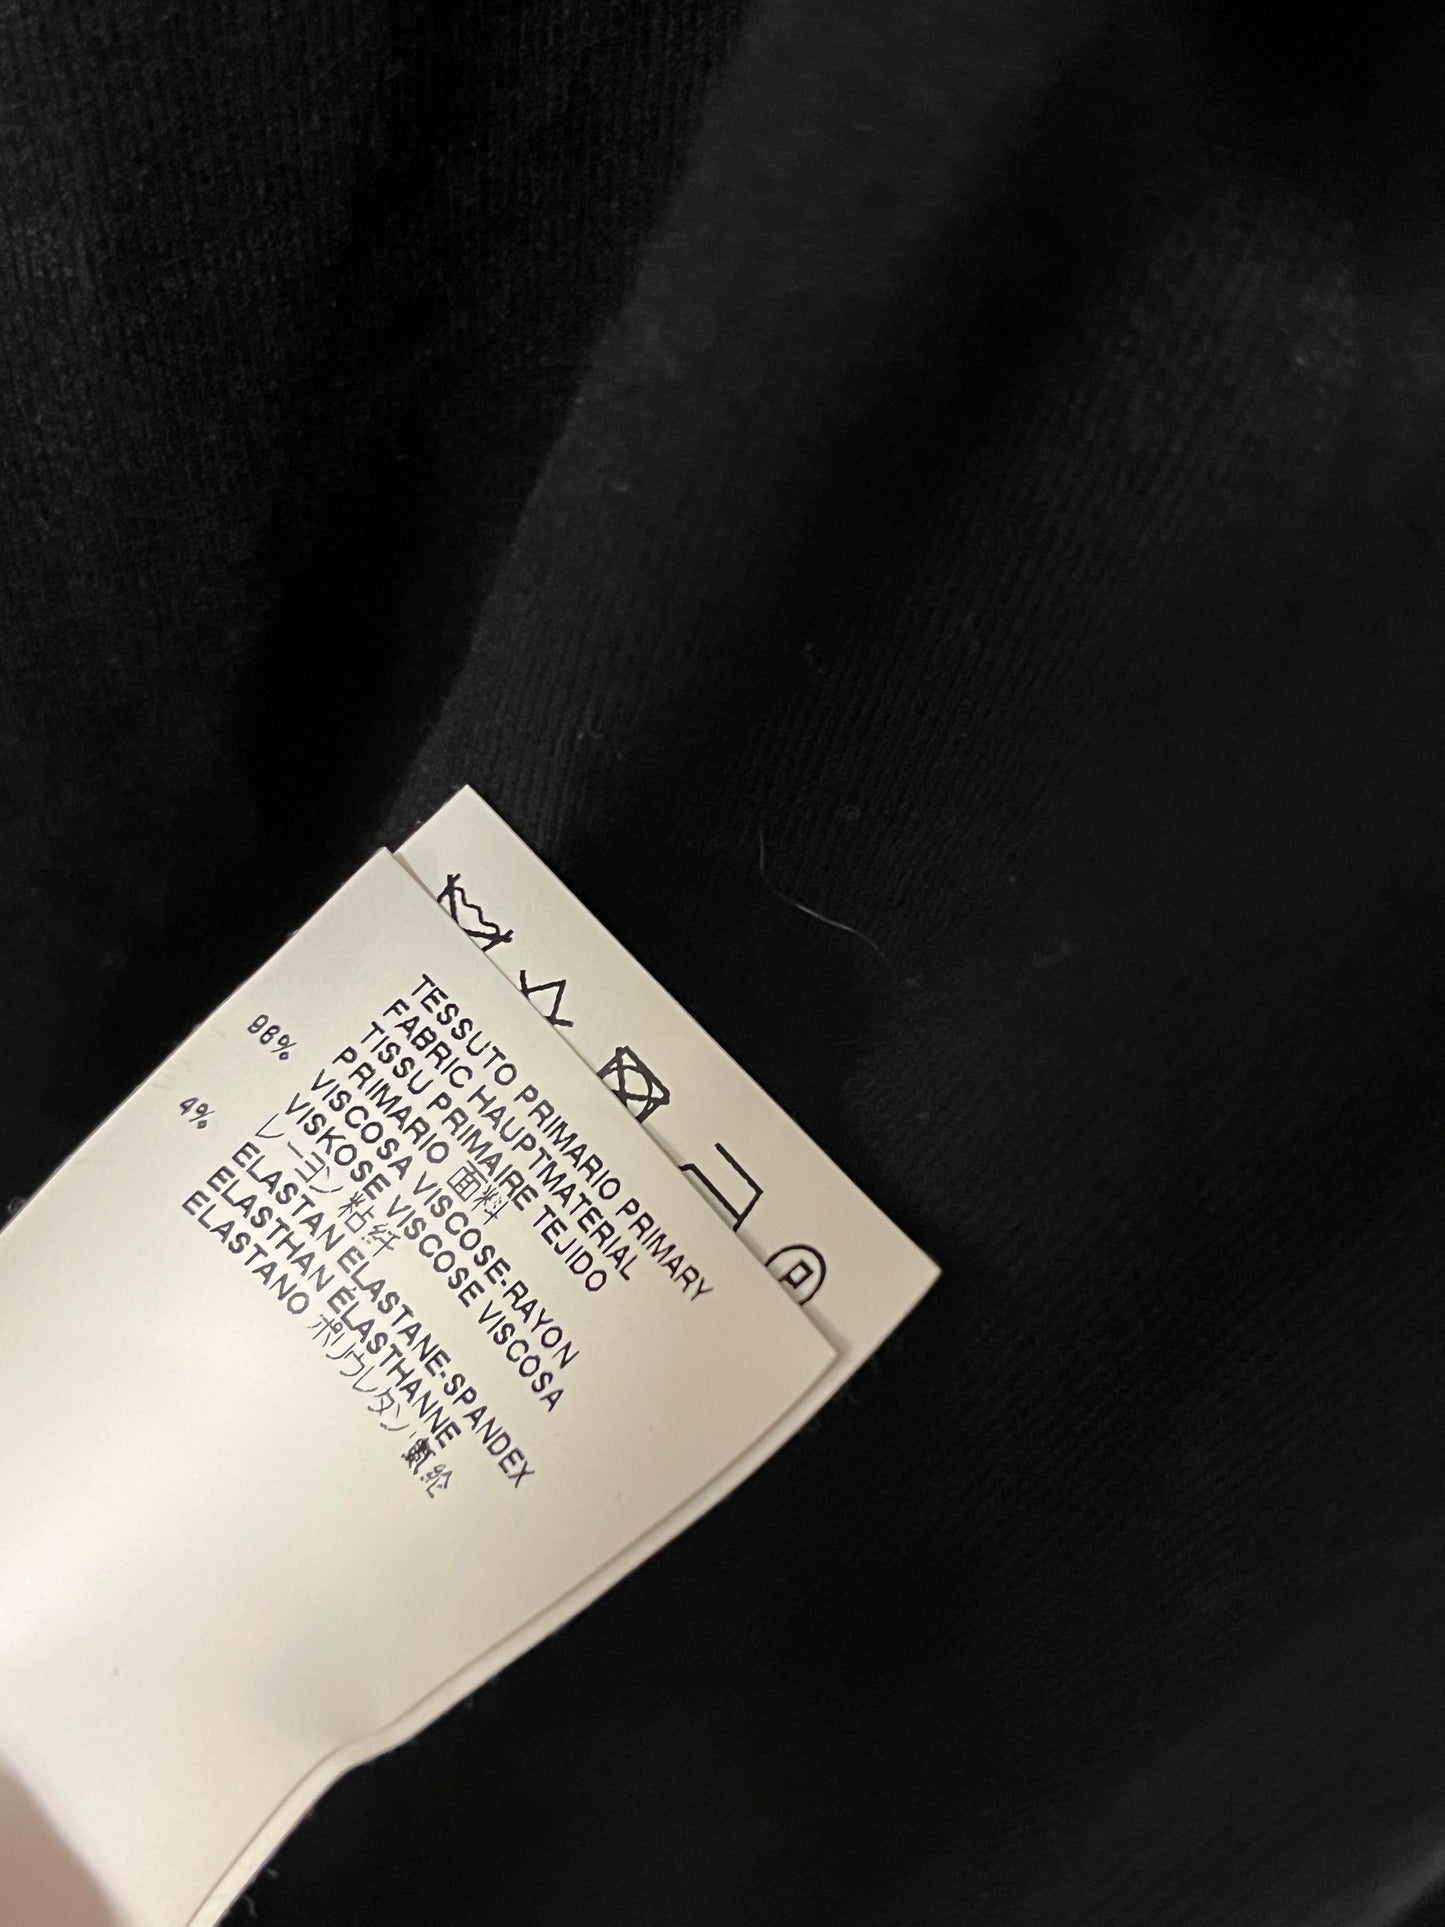 TESSUTO PRIMARIO PRIMARY
FABRIC HAUPTMATERIAL
TISSU PRIMAIRE TEJIDO
PRIMARIO 面料
96% VISCOSA VISCOSE-RAYON
VISKOSE VISCOSE VISCOSA
レーヨン 粘纤
4% ELASTAN ELASTANE-SPANDEX
ELASTHAN ÉLASTHANNE
ELASTANO ポリウレタン 氨纶